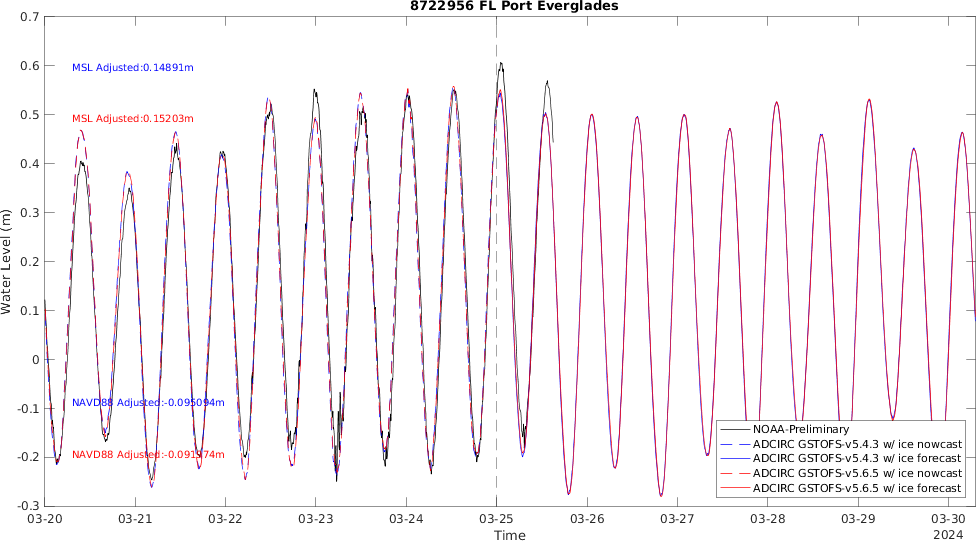 8722956 FL Port Everglades
0.7
0.6
0.5
0.4
0.3
0.2
0.1
0
-0.1
-0.2
-0.3
Water Level (m)
MSL Adjusted:0.14891m
MSL Adjusted:0.15203m
NAVD88 Adjusted:-0.095094m
NAVD88 Adjusted:
NOAA-Preliminary
ADCIRC GSTOFS-v5.4.3 w/ ice nowcast
ADCIRC GSTOFS-v5.4.3 w/ ice forecast
ADCIRC GSTOFS-v5.6.5 w/ ice nowcast
ADCIRC GSTOFS-v5.6.5 w/ ice forecast
03-20 03-21 03-22 03-23 03-24 03-25 03-26 03-27 03-28 03-29 03-30
2024
Time